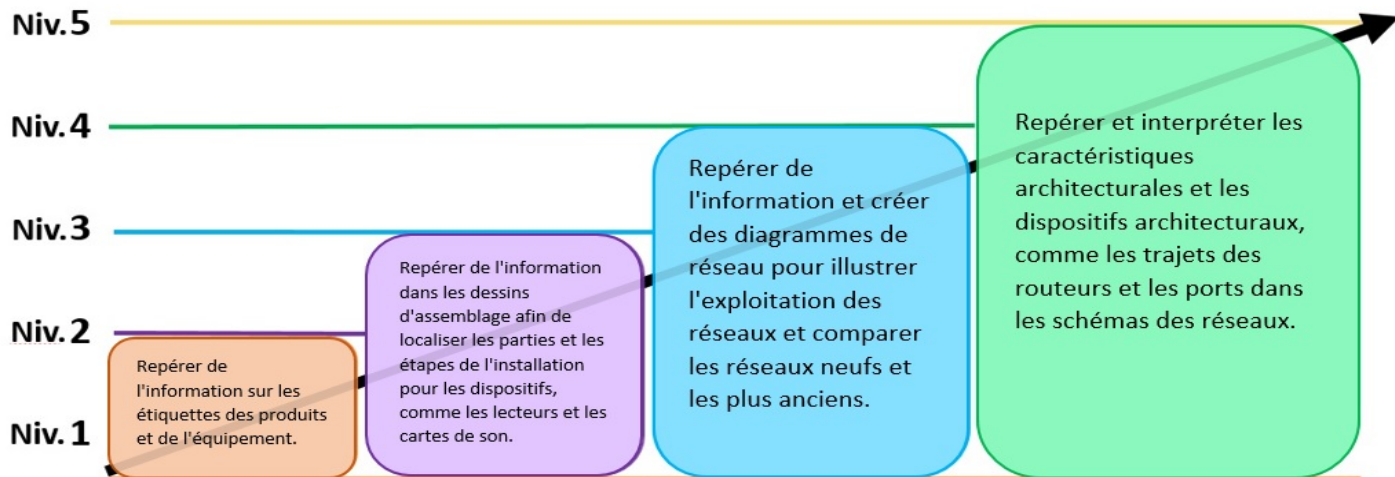 Niv. 5
Niv. 4
Niv. 3
Niv. 2
Niv. 1
Repérer de
l'information sur les
étiquettes des produits
et de l'équipement.
Repérer de l'information
dans les dessins
d'assemblage afin de
localiser les parties et les
étapes de l'installation
pour les dispositifs,
comme les lecteurs et les
cartes de son.
Repérer de
l'information et créer
des diagrammes de
réseau pour illustrer
l'exploitation des
réseaux et comparer
les réseaux neufs et
les plus anciens.
Repérer et interpréter les
caractéristiques
architecturales et les
dispositifs architecturaux,
comme les trajets des
routeurs et les ports dans
les schémas des réseaux.